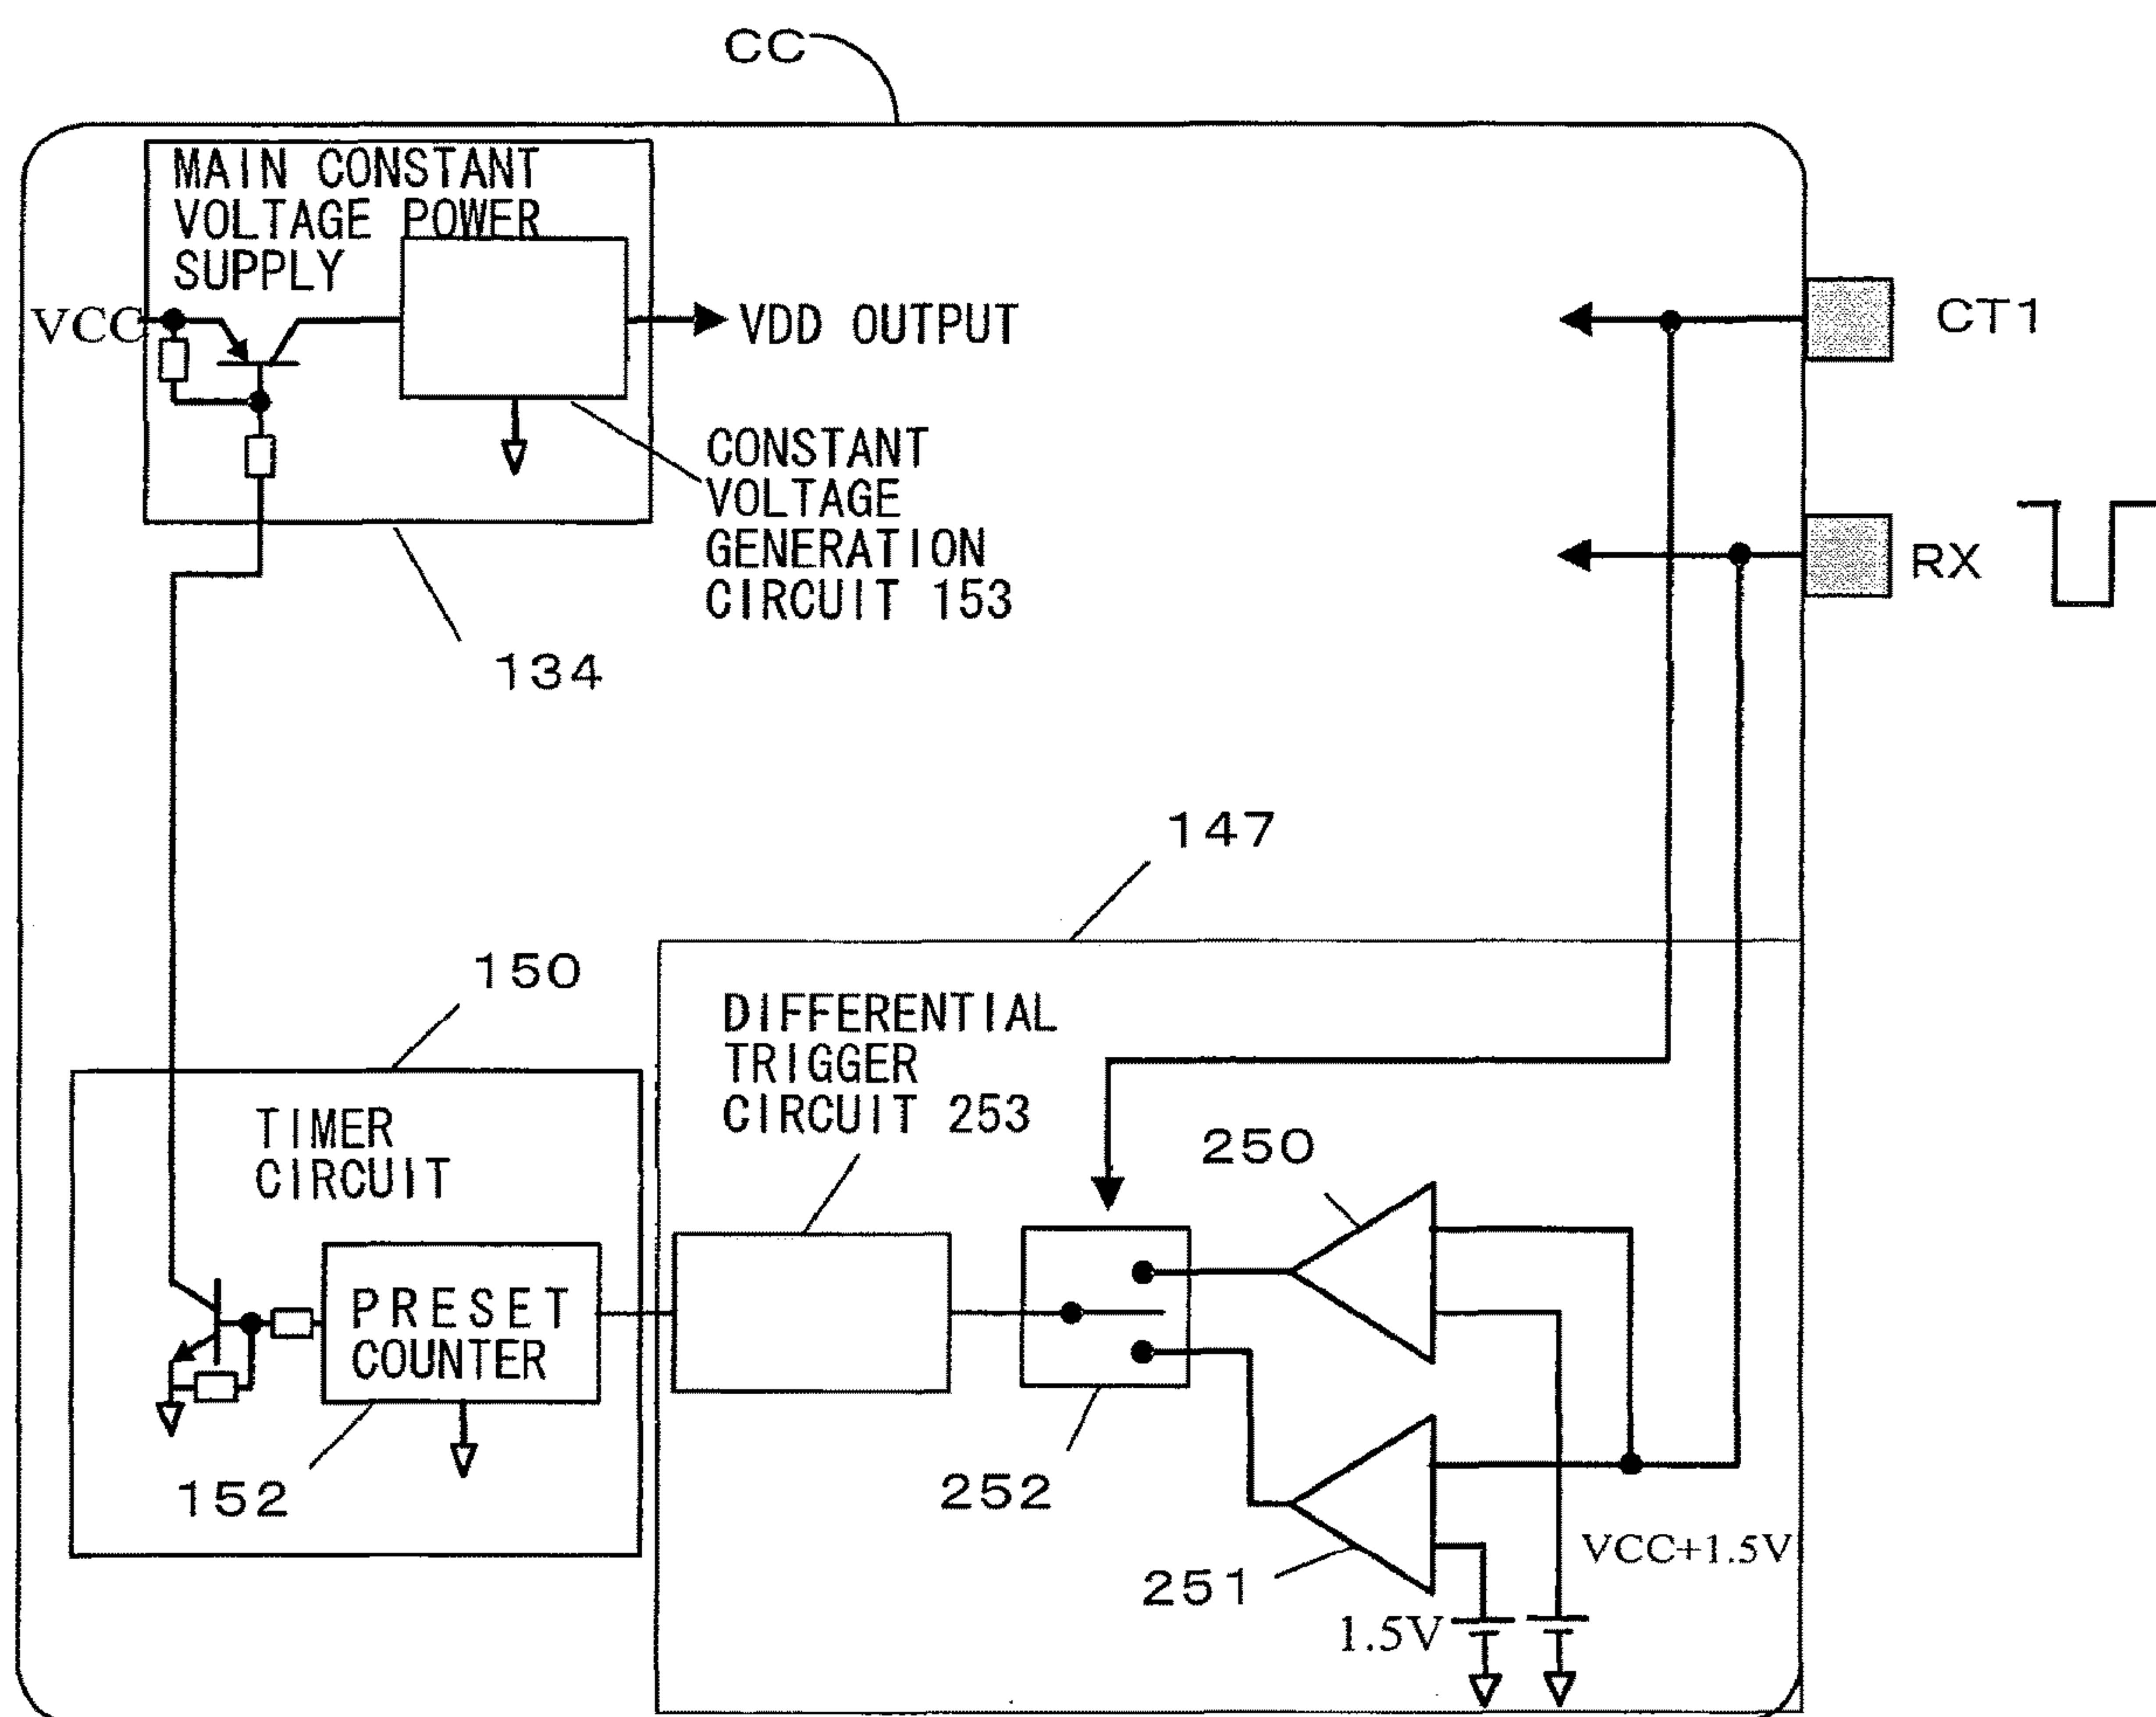 CC
MAIN CONSTANT
VOLTAGE POWER
SUPPLY
VCC
VDD OUTPUT
CT1
CONSTANT
VOLTAGE
GENERATION
CIRCUIT 153
RX
134
147
150
DIFFERENTIAL
TRIGGER
CIRCUIT 253
TIMER
CIRCUIT
250
PRESET
COUNTER
152
252
251
VCC+1.5V
1.5V